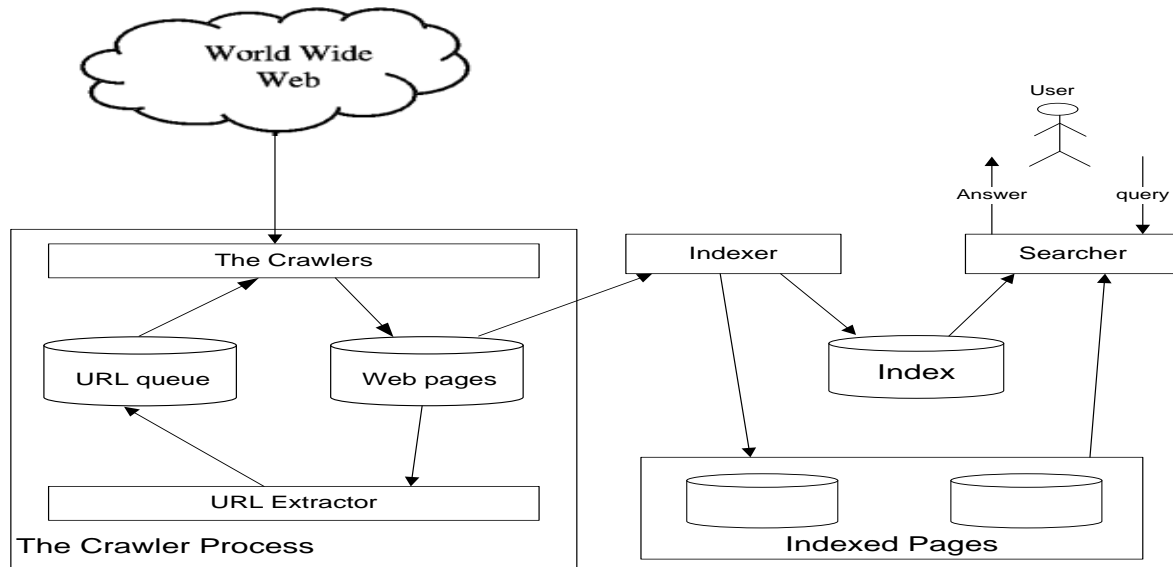 World Wide
Web
User
Answer
query
The Crawlers
Indexer
Searcher
URL queue
Web pages
Index
URL Extractor
The Crawler Process
Indexed Pages